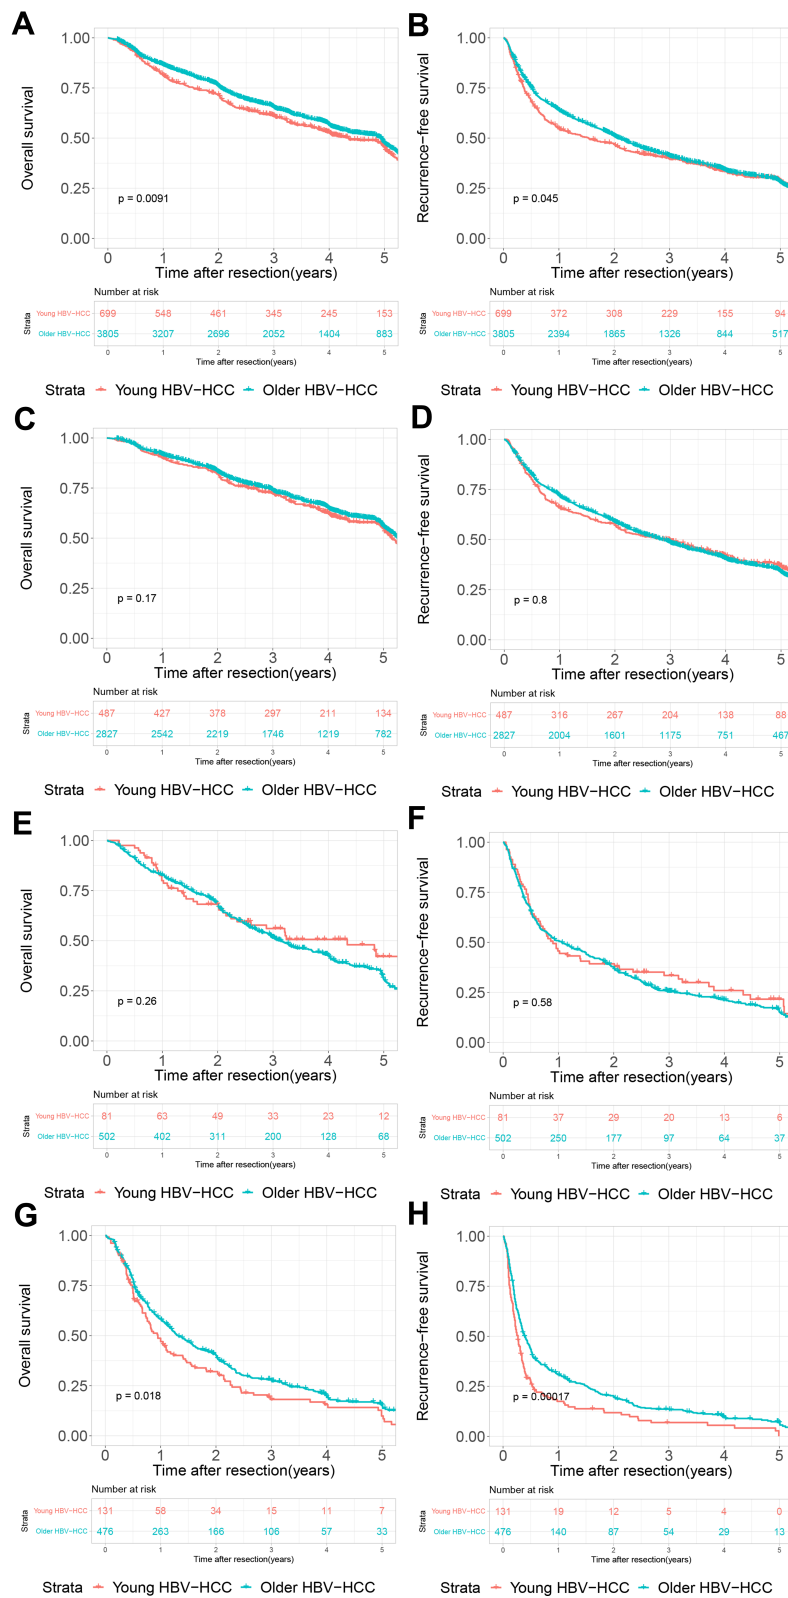 A
Overall survival
1.00
0.75
0.50
0.25
0.00
p = 0.0091
0 1 2 3 4 5
Time after resection(years)
Number at risk
Strata
Young HBV−HCC 699 548 461 345 245 153
Older HBV−HCC 3805 3207 2696 2052 1404 883
0 1 2 3 4 5
Time after resection(years)
Strata Young HBV−HCC Older HBV−HCC
B
Recurrence−free survival
1.00
0.75
0.50
0.25
0.00
p = 0.045
0 1 2 3 4 5
Time after resection(years)
Number at risk
Strata
Young HBV−HCC 699 372 308 229 155 94
Older HBV−HCC 3805 2394 1865 1326 844 517
0 1 2 3 4 5
Time after resection(years)
Strata Young HBV−HCC Older HBV−HCC
C
Overall survival
1.00
0.75
0.50
0.25
0.00
p = 0.17
0 1 2 3 4 5
Time after resection(years)
Number at risk
Strata
Young HBV−HCC 487 427 378 297 211 134
Older HBV−HCC 2827 2542 2219 1746 1219 782
0 1 2 3 4 5
Time after resection(years)
Strata Young HBV−HCC Older HBV−HCC
D
Recurrence−free survival
1.00
0.75
0.50
0.25
0.00
p = 0.8
0 1 2 3 4 5
Time after resection(years)
Number at risk
Strata
Young HBV−HCC 487 316 267 204 138 88
Older HBV−HCC 2827 2004 1601 1175 751 467
0 1 2 3 4 5
Time after resection(years)
Strata Young HBV−HCC Older HBV−HCC
E
Overall survival
1.00
0.75
0.50
0.25
0.00
p = 0.26
0 1 2 3 4 5
Time after resection(years)
Number at risk
Strata
Young HBV−HCC 81 63 49 33 23 12
Older HBV−HCC 502 402 311 200 128 68
0 1 2 3 4 5
Time after resection(years)
Strata Young HBV−HCC Older HBV−HCC
F
Recurrence−free survival
1.00
0.75
0.50
0.25
0.00
p = 0.58
0 1 2 3 4 5
Time after resection(years)
Number at risk
Strata
Young HBV−HCC 81 37 29 20 13 6
Older HBV−HCC 502 250 177 97 64 37
0 1 2 3 4 5
Time after resection(years)
Strata Young HBV−HCC Older HBV−HCC
G
Overall survival
1.00
0.75
0.50
0.25
0.00
p = 0.018
0 1 2 3 4 5
Time after resection(years)
Number at risk
Strata
Young HBV−HCC 131 58 34 15 11 7
Older HBV−HCC 476 263 166 106 57 33
0 1 2 3 4 5
Time after resection(years)
Strata Young HBV−HCC Older HBV−HCC
H
Recurrence−free survival
1.00
0.75
0.50
0.25
0.00
p = 0.00017
0 1 2 3 4 5
Time after resection(years)
Number at risk
Strata
Young HBV−HCC 131 19 12 5 4 0
Older HBV−HCC 476 140 87 54 29 13
0 1 2 3 4 5
Time after resection(years)
Strata Young HBV−HCC Older HBV−HCC